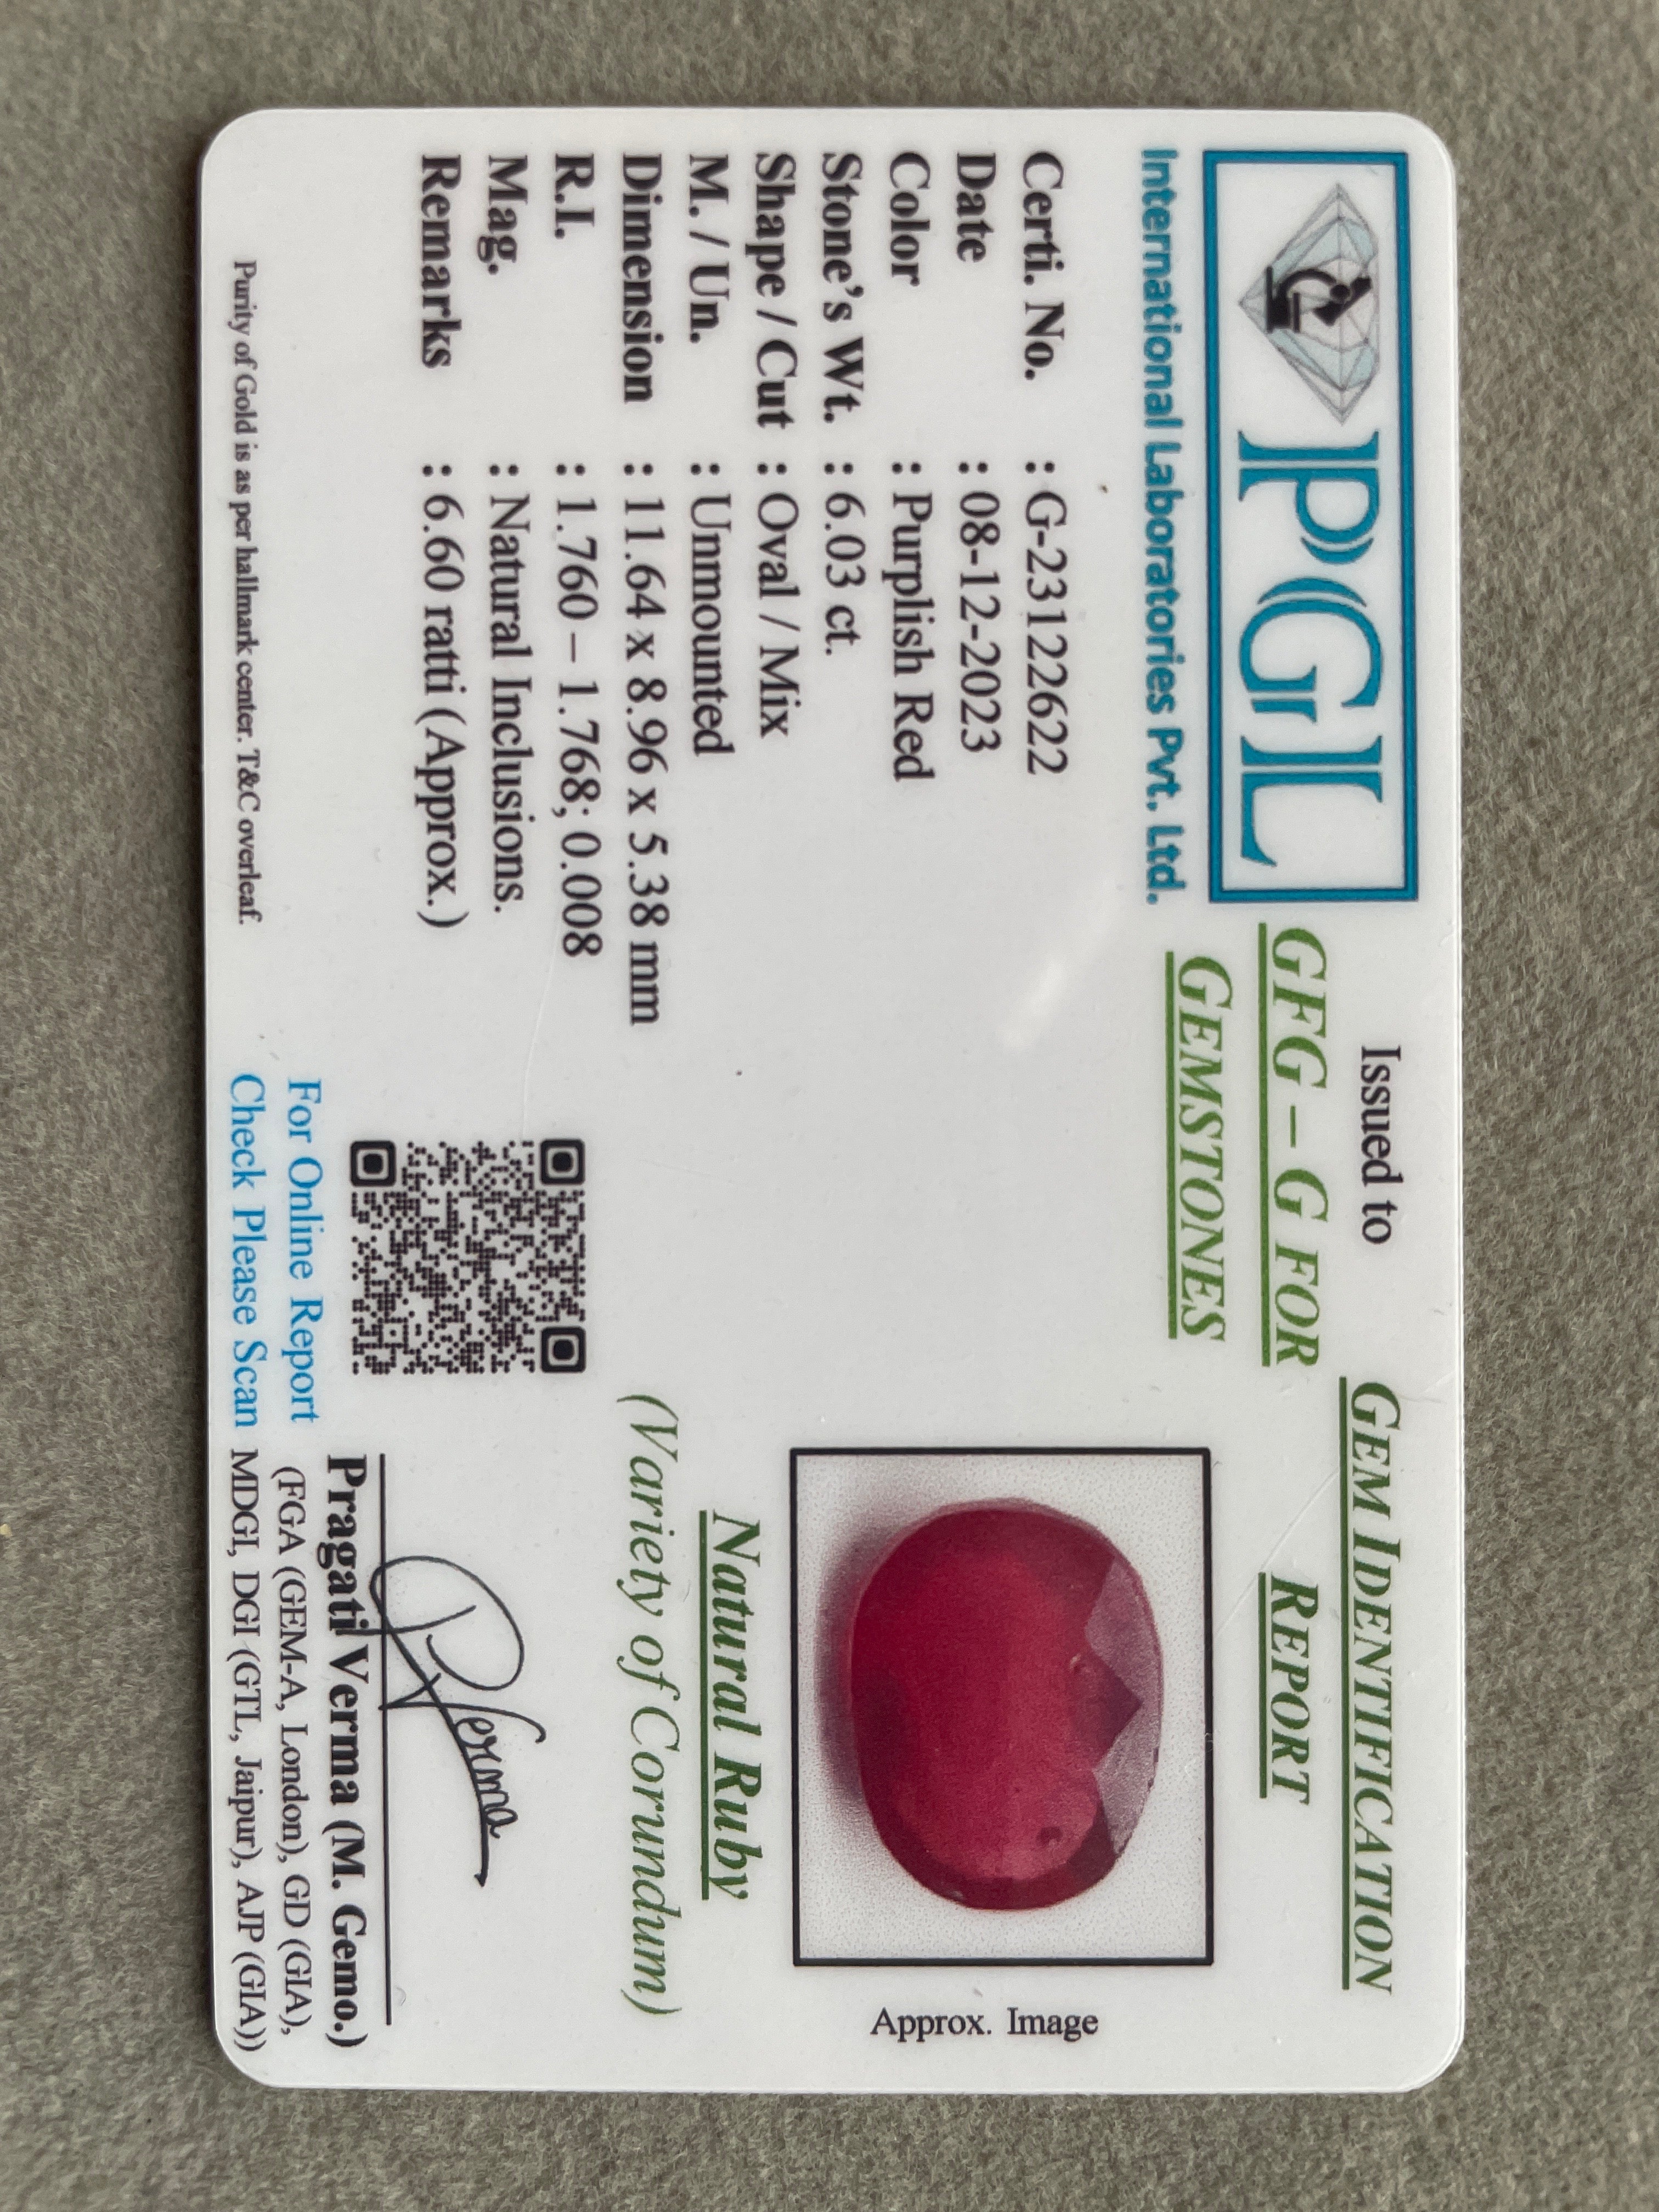 PGL
International Laboratories Pvt. Ltd.
Issued to
GFG – G FOR
GEMSTONES
GEM IDENTIFICATION
REPORT
Certi. No. : G-23122622
Date : 08-12-2023
Color : Purplish Red
Stone's Wt. : 6.03 ct.
Shape / Cut : Oval / Mix
M. / Un. : Unmounted
Dimension : 11.64 x 8.96 x 5.38 mm
R.I. : 1.760 – 1.768; 0.008
Mag. : Natural Inclusions.
Remarks : 6.60 ratti (Approx.)
Purity of Gold is as per hallmark center. T&C overleaf.
For Online Report
Check Please Scan
Approx. Image
Natural Ruby
(Variety of Corundum)
PVerma
Pragati Verma (M. Gemo.)
(FGA (GEM-A, London), GD (GIA),
MDGI, DGI (GTL, Jaipur), AJP (GIA))